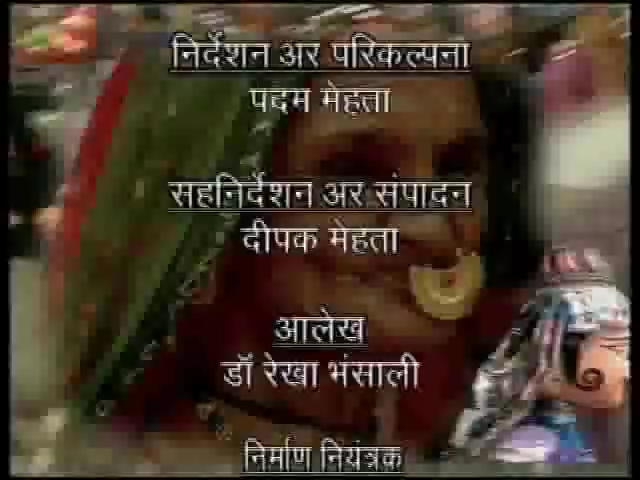 निर्देशन अर परिकल्पना
पदम मेहता
सहनिर्देशन अर संपादन
दीपक मेहता
आलेख
डॉ रेखा भंसाली
निर्माण नियंत्रक